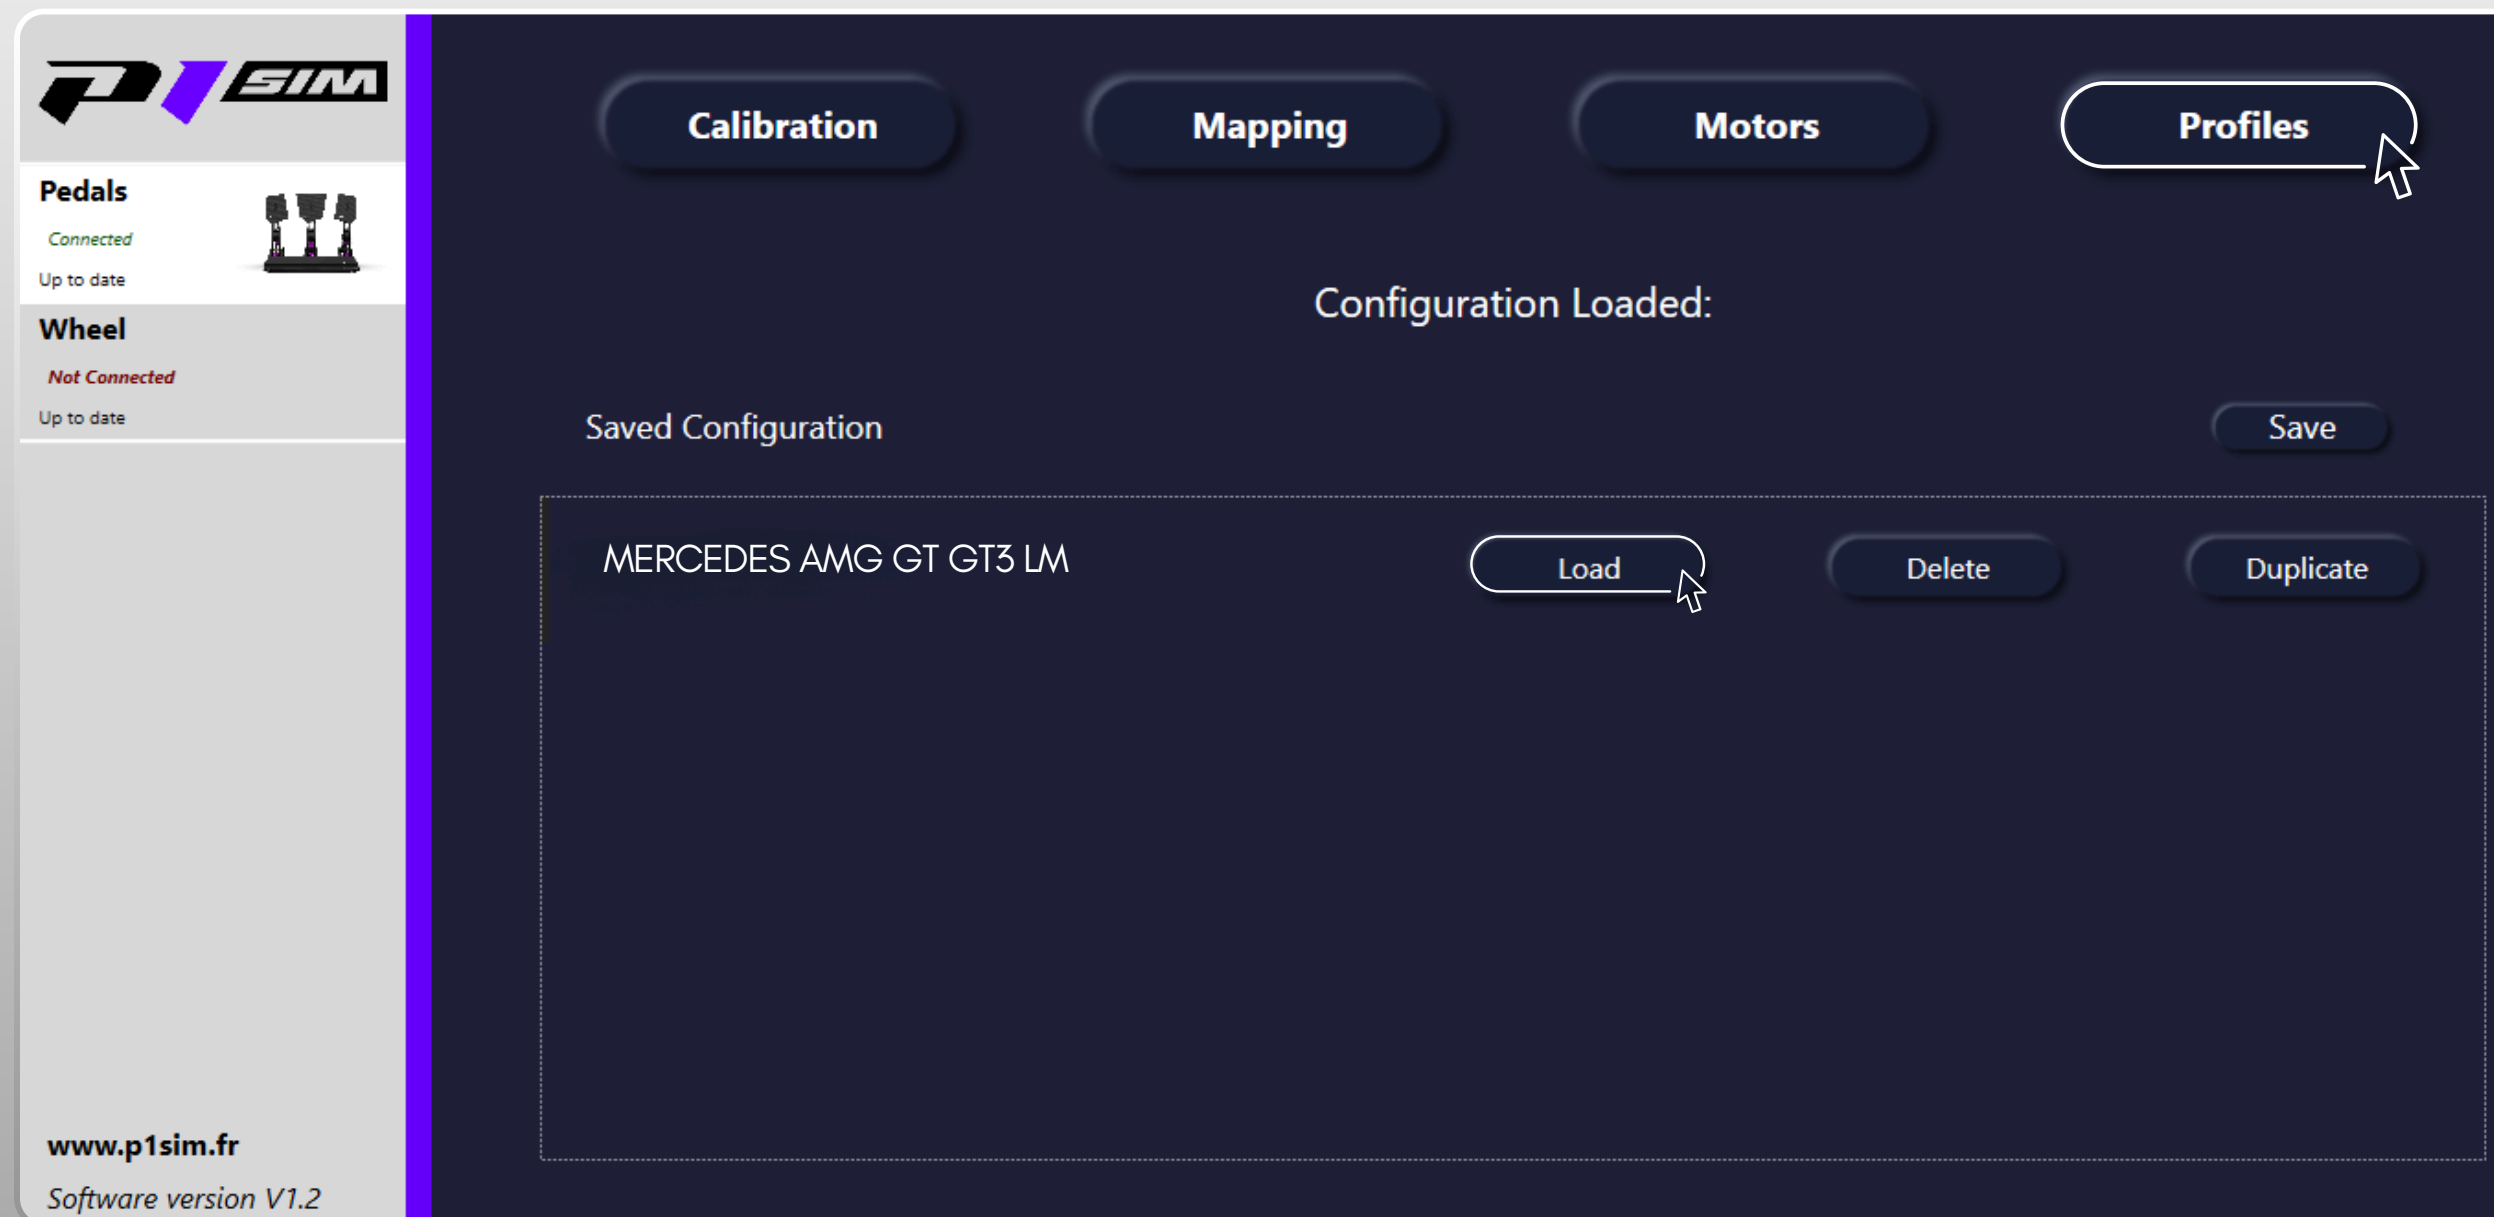 P1SIM
Calibration
Mapping
Motors
Profiles
Pedals
Connected
Up to date
Wheel
Not Connected
Up to date
Configuration Loaded:
Saved Configuration
Save
MERCEDES AMG GT GT3 LM
Load
Delete
Duplicate
www.p1sim.fr
Software version V1.2